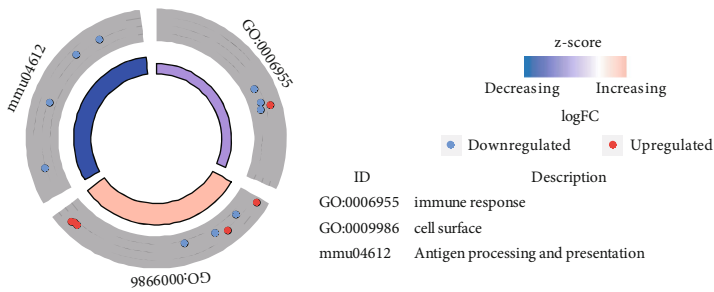 mmu04612
GO:0006955
GO:0009986
z-score
Decreasing Increasing
logFC
Downregulated Upregulated
ID Description
GO:0006955 immune response
GO:0009986 cell surface
mmu04612 Antigen processing and presentation